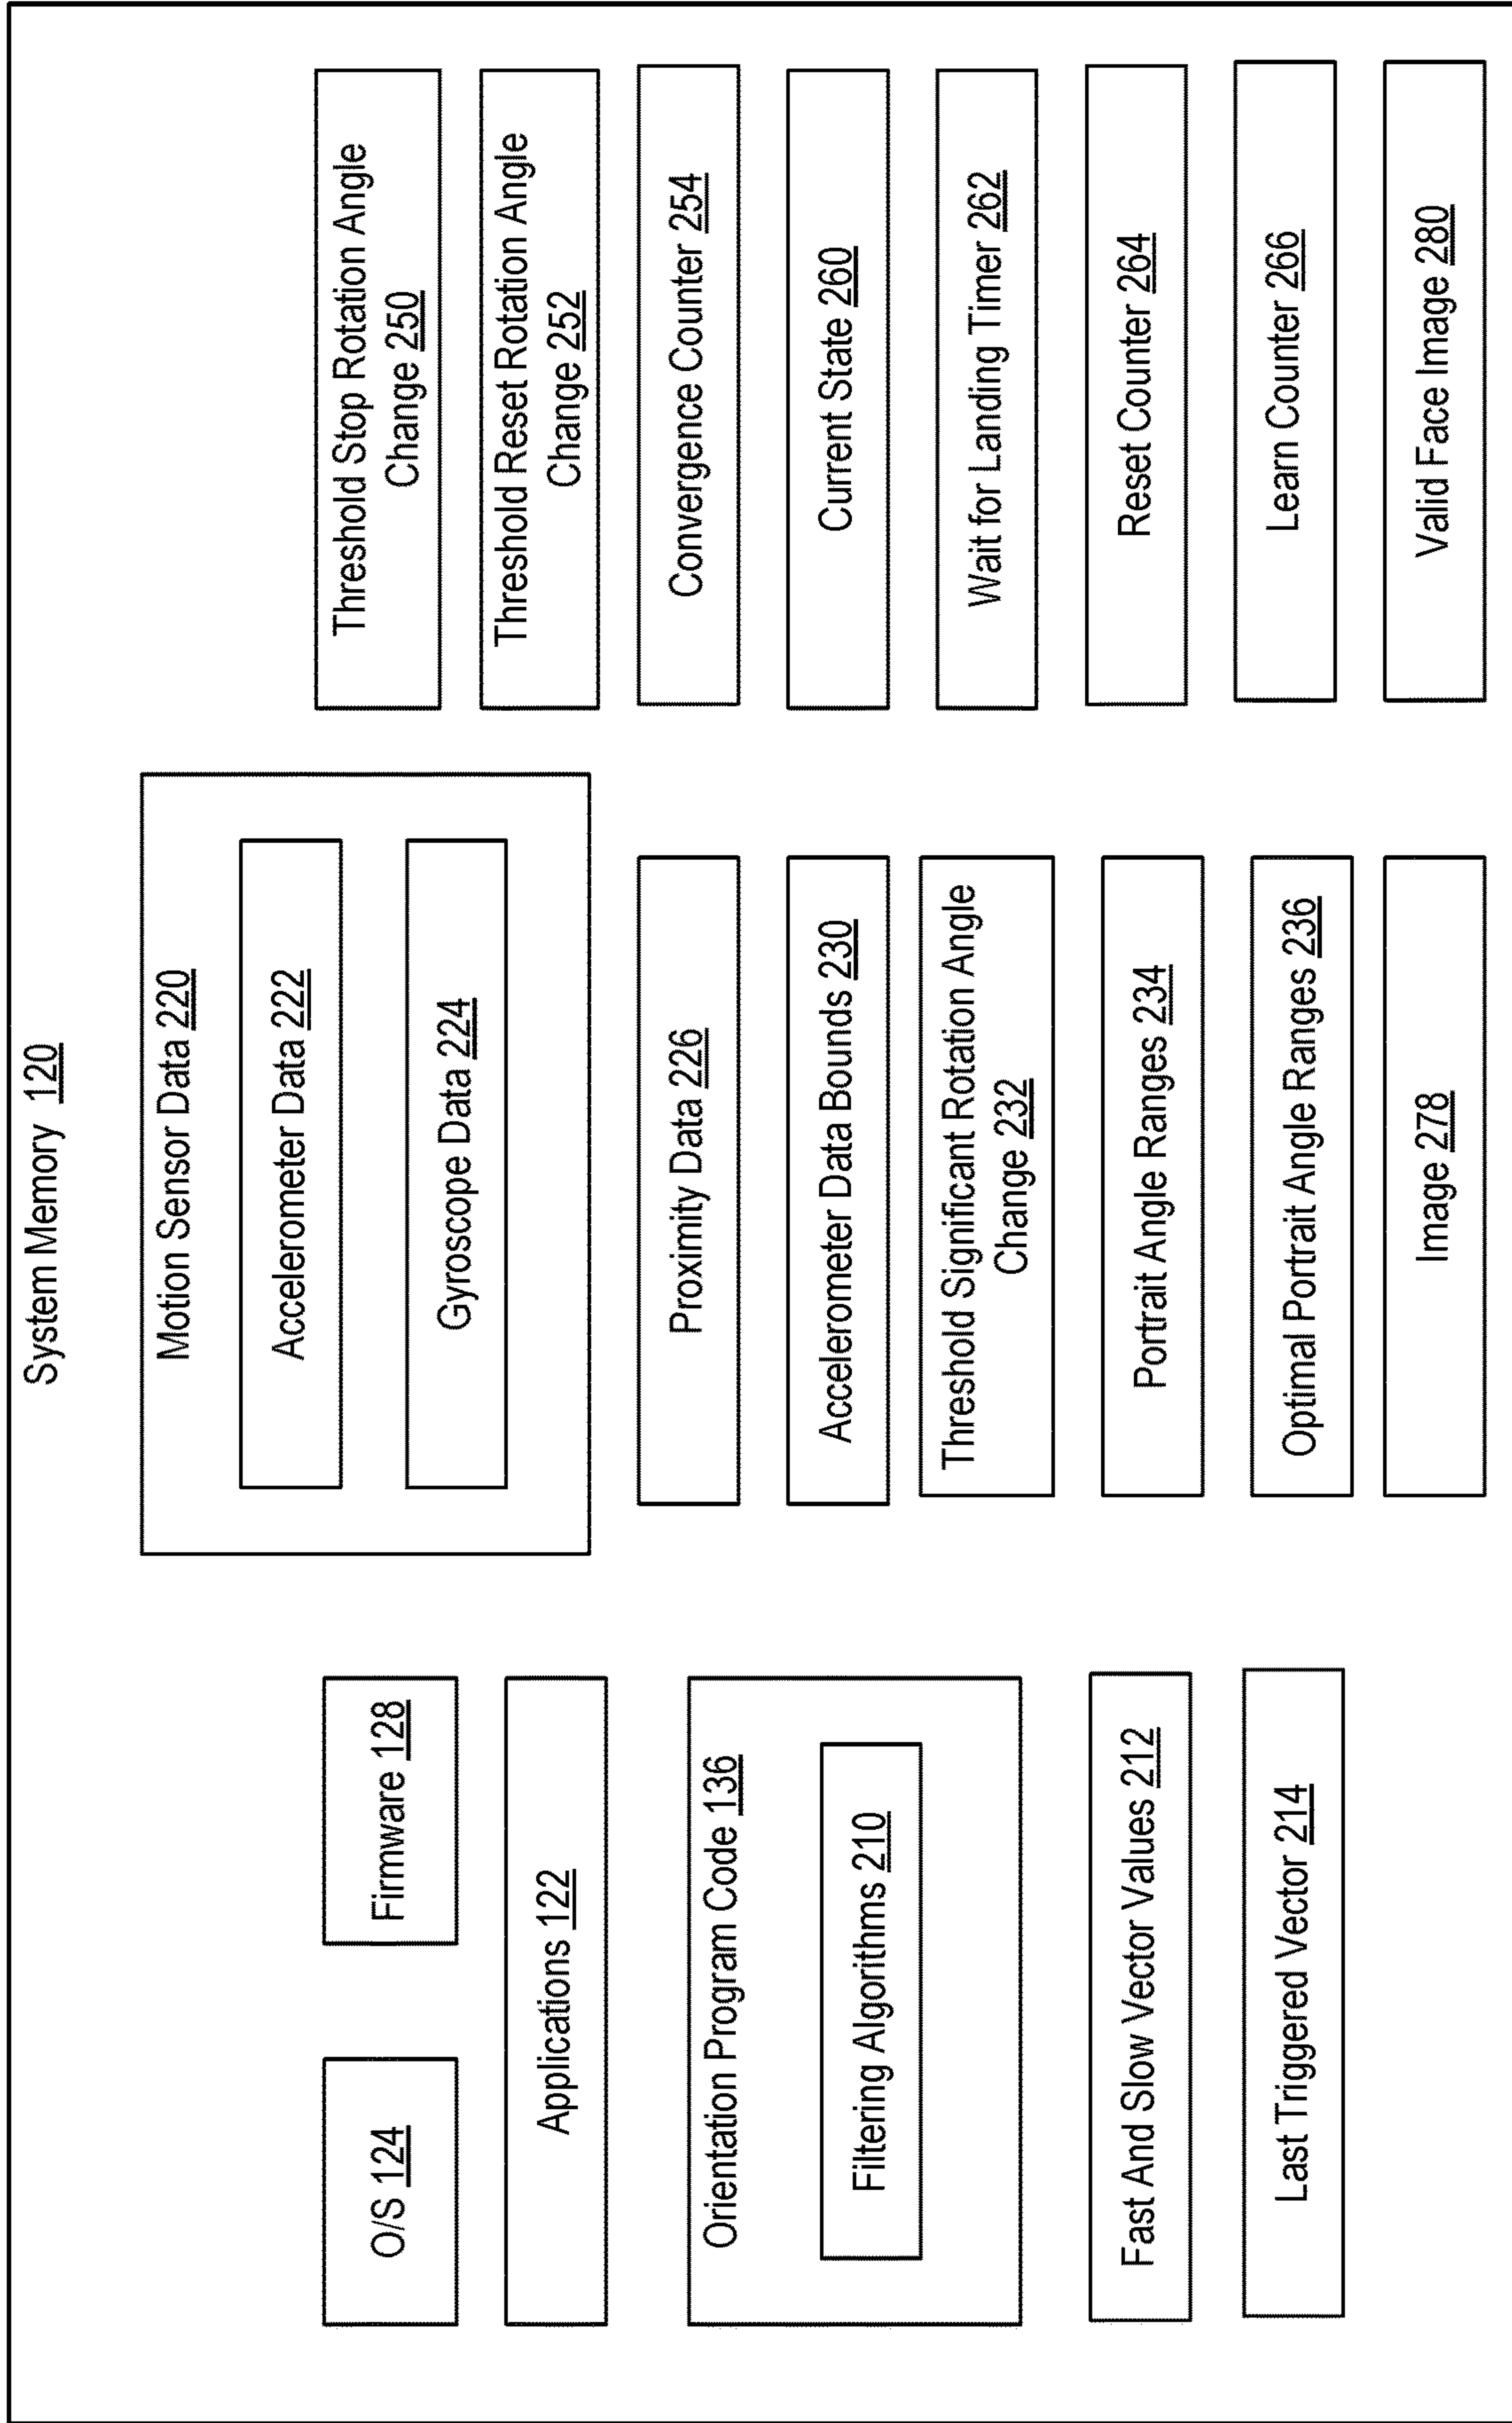 System Memory 120
O/S 124
Firmware 128
Applications 122
Orientation Program Code 136
Filtering Algorithms 210
Fast And Slow Vector Values 212
Last Triggered Vector 214
Motion Sensor Data 220
Accelerometer Data 222
Gyroscope Data 224
Proximity Data 226
Accelerometer Data Bounds 230
Threshold Significant Rotation Angle
Change 232
Portrait Angle Ranges 234
Optimal Portrait Angle Ranges 236
Image 278
Threshold Stop Rotation Angle
Change 250
Threshold Reset Rotation Angle
Change 252
Convergence Counter 254
Current State 260
Wait for Landing Timer 262
Reset Counter 264
Learn Counter 266
Valid Face Image 280